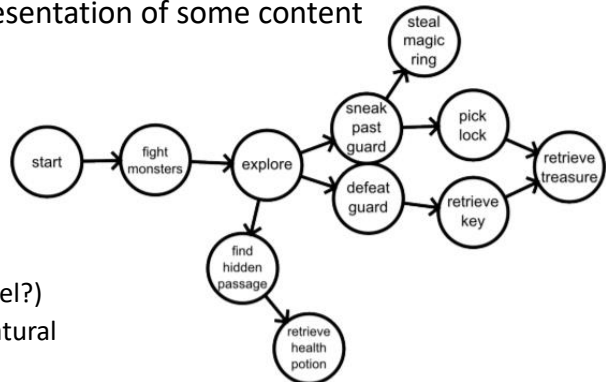 esentation of some content
steal
magic
ring
sneak
past
guard
pick
lock
start
fight
monsters
explore
retrieve
treasure
defeat
guard
retrieve
key
find
hidden
passage
el?)
tural
retrieve
health
potion